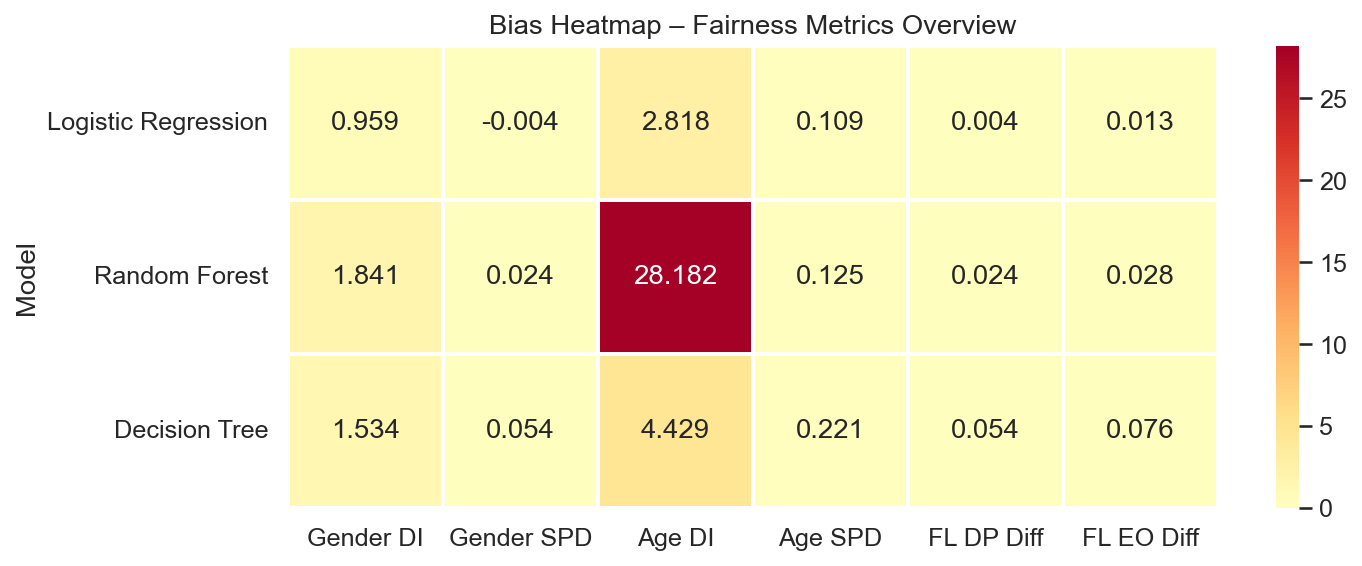 Bias Heatmap – Fairness Metrics Overview
Model
Logistic Regression 0.959 -0.004 2.818 0.109 0.004 0.013
Random Forest 1.841 0.024 28.182 0.125 0.024 0.028
Decision Tree 1.534 0.054 4.429 0.221 0.054 0.076
Gender DI Gender SPD Age DI Age SPD FL DP Diff FL EO Diff
25
20
15
10
5
0